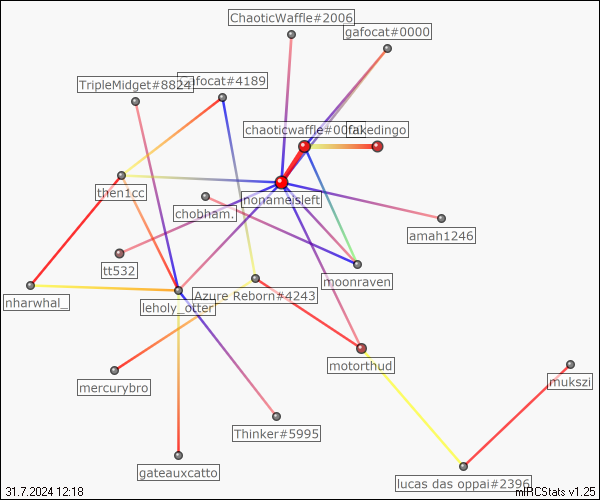 ChaoticWaffle#2006
gafocat#0000
TripleMidget#8824
gafocat#4189
chaoticwaffle#0000
fakedingo
then1cc
nonameisleft
chobham.
amah1246
tt532
moonraven
nharwhal_
leholy_otter
Azure Reborn#4243
motorthud
mercurybro
mukszi
Thinker#5995
gateauxcatto
lucas das oppai#2396
31.7.2024 12:18
mIRCStats v1.25